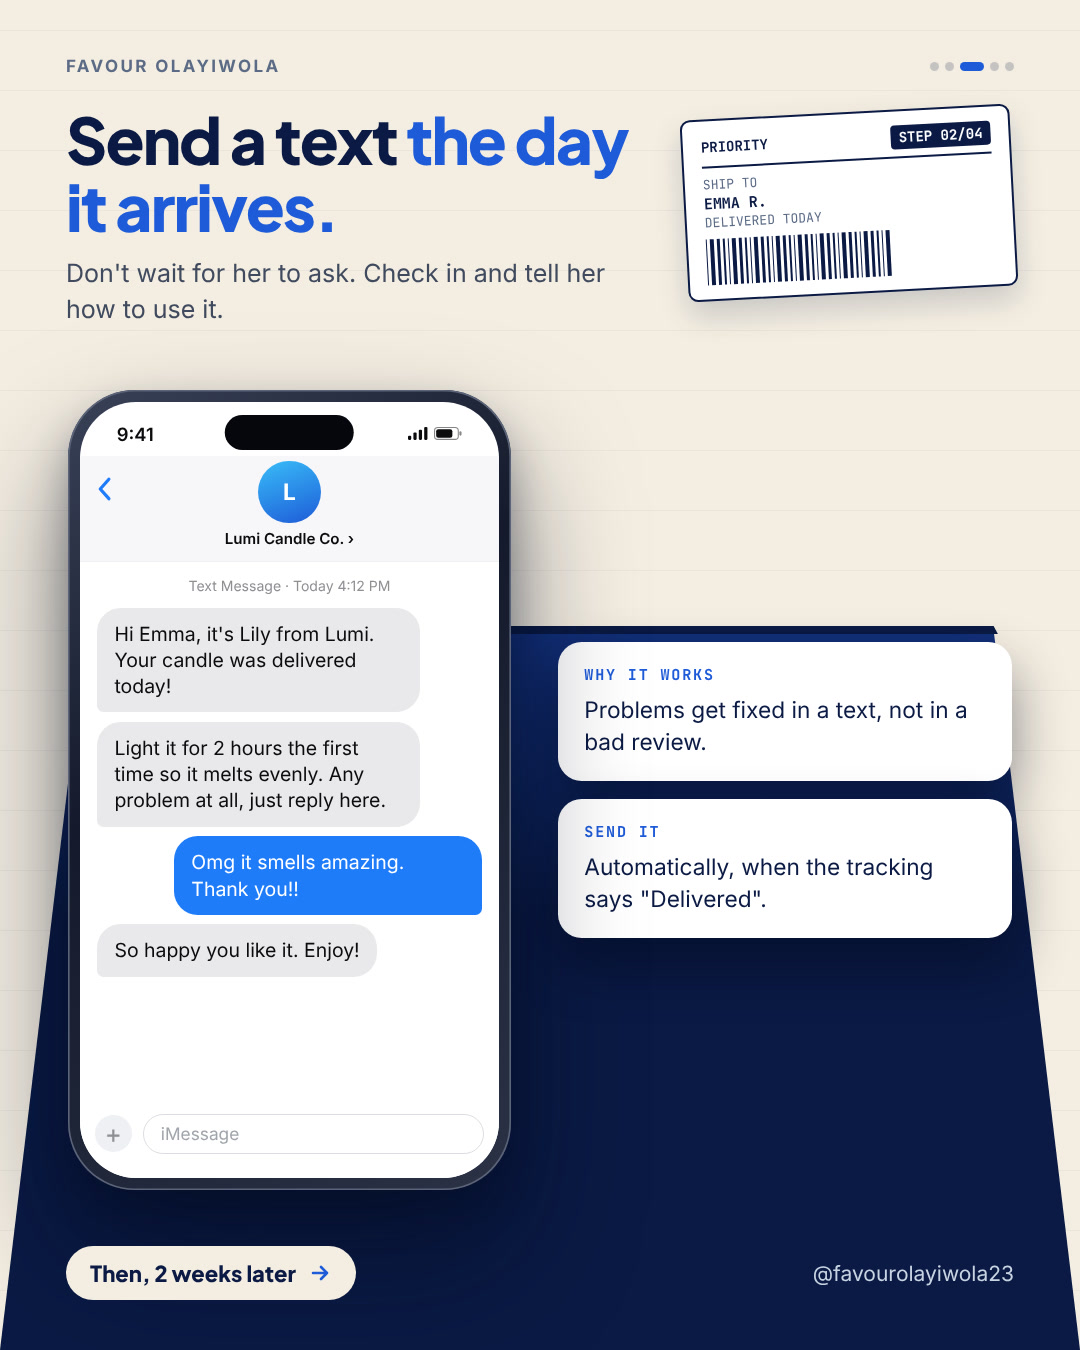 FAVOUR OLAYIWOLA
Send a text the day
it arrives.
Don't wait for her to ask. Check in and tell her
how to use it.
PRIORITY
STEP 02/04
SHIP TO
EMMA R.
DELIVERED TODAY
9:41
L
Lumi Candle Co. ›
Text Message · Today 4:12 PM
Hi Emma, it's Lily from Lumi.
Your candle was delivered
today!
Light it for 2 hours the first
time so it melts evenly. Any
problem at all, just reply here.
Omg it smells amazing.
Thank you!!
So happy you like it. Enjoy!
+
iMessage
WHY IT WORKS
Problems get fixed in a text, not in a
bad review.
SEND IT
Automatically, when the tracking
says "Delivered".
Then, 2 weeks later →
@favourolayiwola23